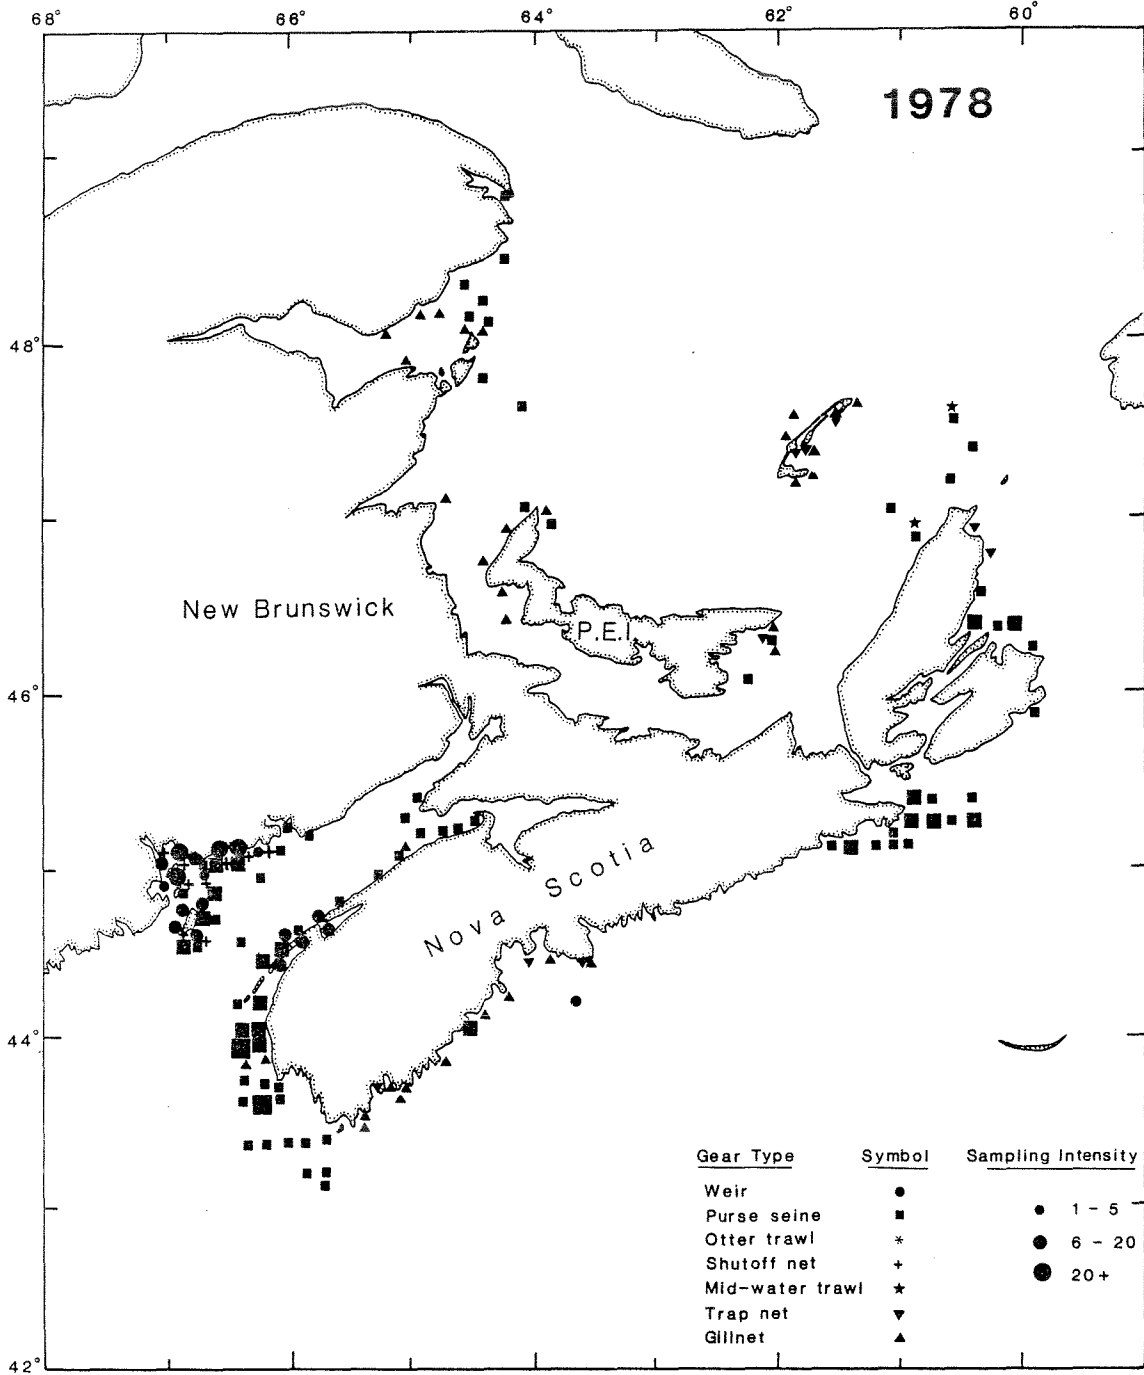 68° 66° 64° 62° 60°
1978
48°
New Brunswick
P.E.I
46°
Nova Scotia
44°
Gear Type Symbol Sampling Intensity
Weir
1 - 5
Purse seine
Otter trawl
6 - 20
Shutoff net
20+
Mid-water trawl
Trap net
Gillnet
42°